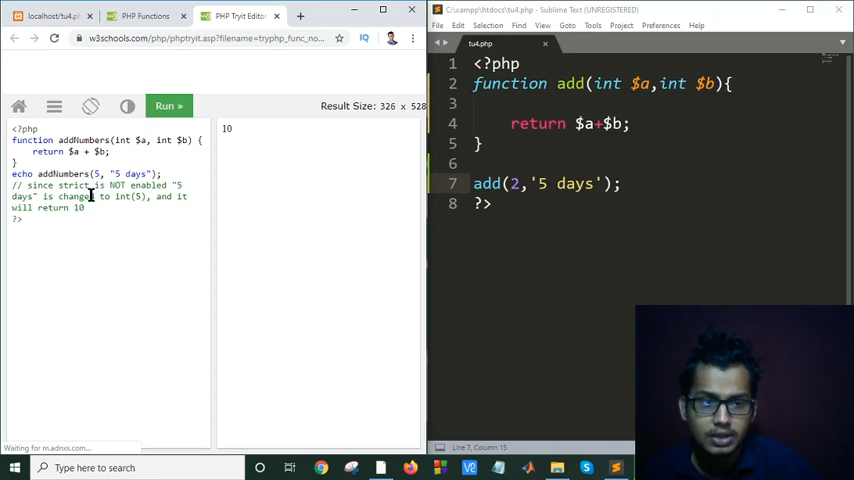 localhost/tu4.php
PHP Functions
PHP Tryit Editor
w3schools.com/php/phptryit.asp?filename=tryphp_func_no...
IQ
Run »
Result Size: 326 x 528
<?php
function addNumbers(int $a, int $b) {
return $a + $b;
}
echo addNumbers(5, "5 days");
// since strict is NOT enabled "5
days" is changed to int(5), and it
will return 10
?>
10
Waiting for m.adnxs.com...
C:\xampp\htdocs\tu4.php - Sublime Text (UNREGISTERED)
File Edit Selection Find View Goto Tools Project Preferences Help
tu4.php
1 <?php
2 function add(int $a,int $b){
3
4 return $a+$b;
5 }
6
7 add(2,'5 days');
8 ?>
Line 7, Column 15
Type here to search